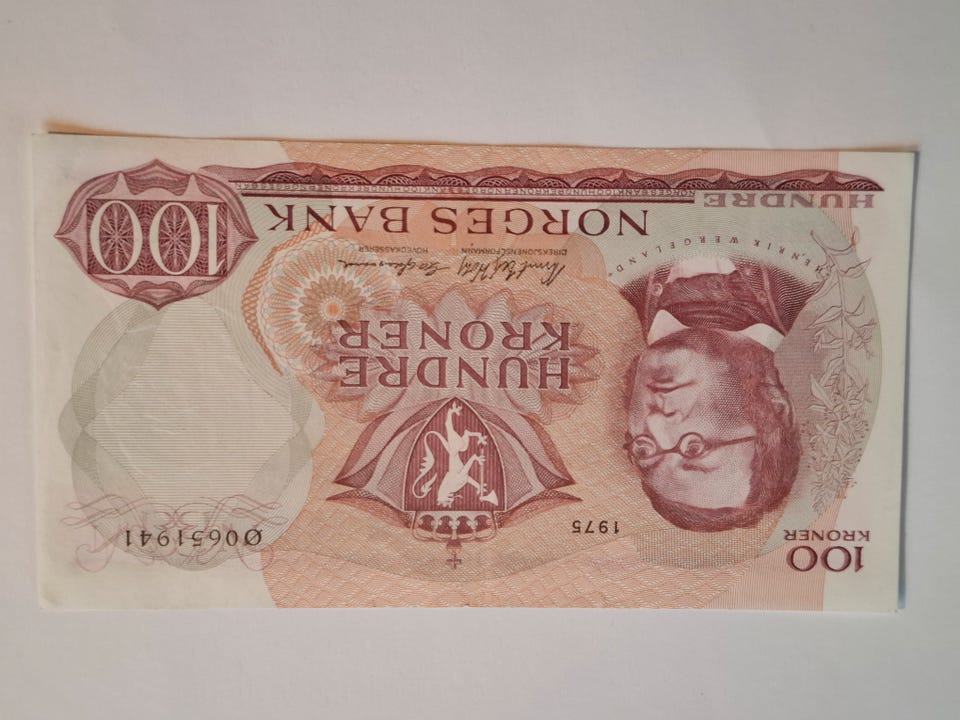 100
KRONER
1975
Ø0651941
HUNDRE
KRONER
HENRIK WERGELAND
DIREKSJONENS FORMANN
HOVEDKASSERER
NORGES BANK
HUNDRE
100